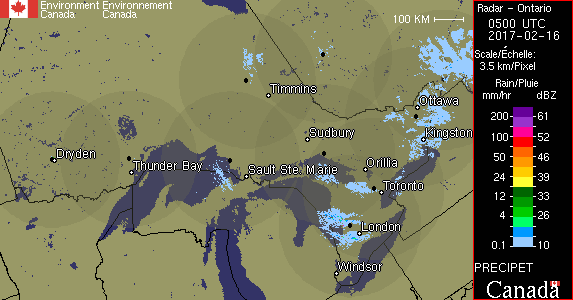 Environment Environnement
Canada Canada
100 KM
Timmins
Ottawa
Sudbury
Kingston
Dryden
Thunder Bay
Sault Ste. Marie
Orillia
Toronto
London
Windsor
Radar - Ontario
0500 UTC
2017-02-16
Scale/Échelle:
3.5 km/Pixel
Rain/Pluie
mm/hr dBZ
200 61
100 52
50 46
24 39
12 33
4 26
0.1 10
PRECIPET
Canada